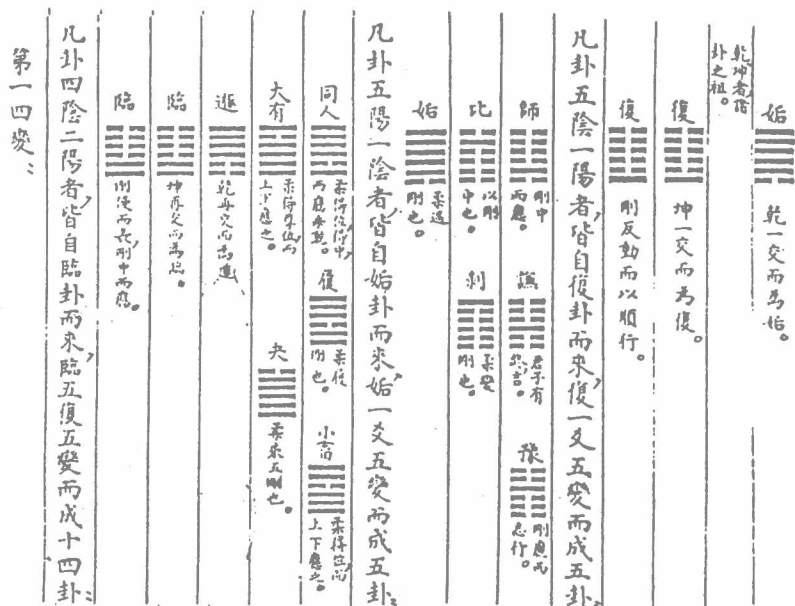 姤 乾一交而為姤。
乾坤者諸卦之祖。
復 坤一交而為復。
復 剛反動而以順行。
凡卦五陰一陽者，皆自復卦而來，復一爻五變而成五卦：
師 剛中而應。 謙 君子有終吉。 豫 剛應而志行。
比 以剛中也。 剝 柔變剛也。
姤 柔遇剛也。
凡卦五陽一陰者，皆自姤卦而來，姤一爻五變而成五卦：
同人 柔得位得中，而應乎乾。 履 柔履剛也。 小畜 柔得位而上下應之。
大有 柔得尊位，而上下應之。 夬 柔乘五剛也。
遯 乾再交而為遯
臨 坤再交而為臨。
臨 剛浸而長，剛中而應。
凡卦四陰二陽者，皆自臨卦而來，臨五復五變而成十四卦：
第一四變：